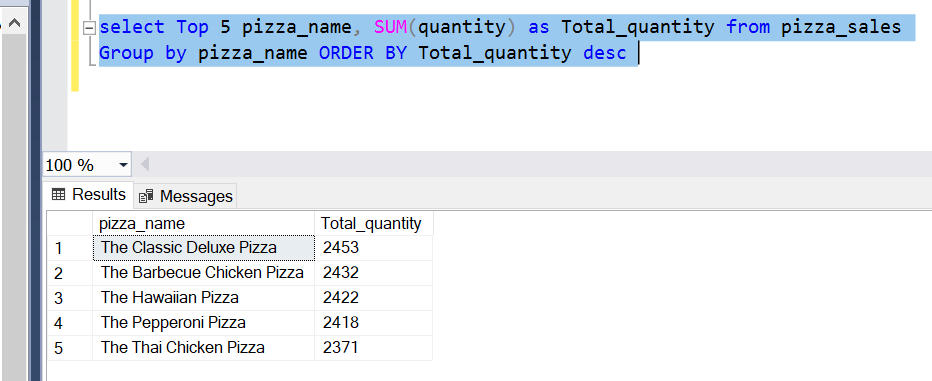 select Top 5 pizza_name, SUM(quantity) as Total_quantity from pizza_sales
Group by pizza_name ORDER BY Total_quantity desc
100 %
Results Messages
pizza_name Total_quantity
1 The Classic Deluxe Pizza 2453
2 The Barbecue Chicken Pizza 2432
3 The Hawaiian Pizza 2422
4 The Pepperoni Pizza 2418
5 The Thai Chicken Pizza 2371